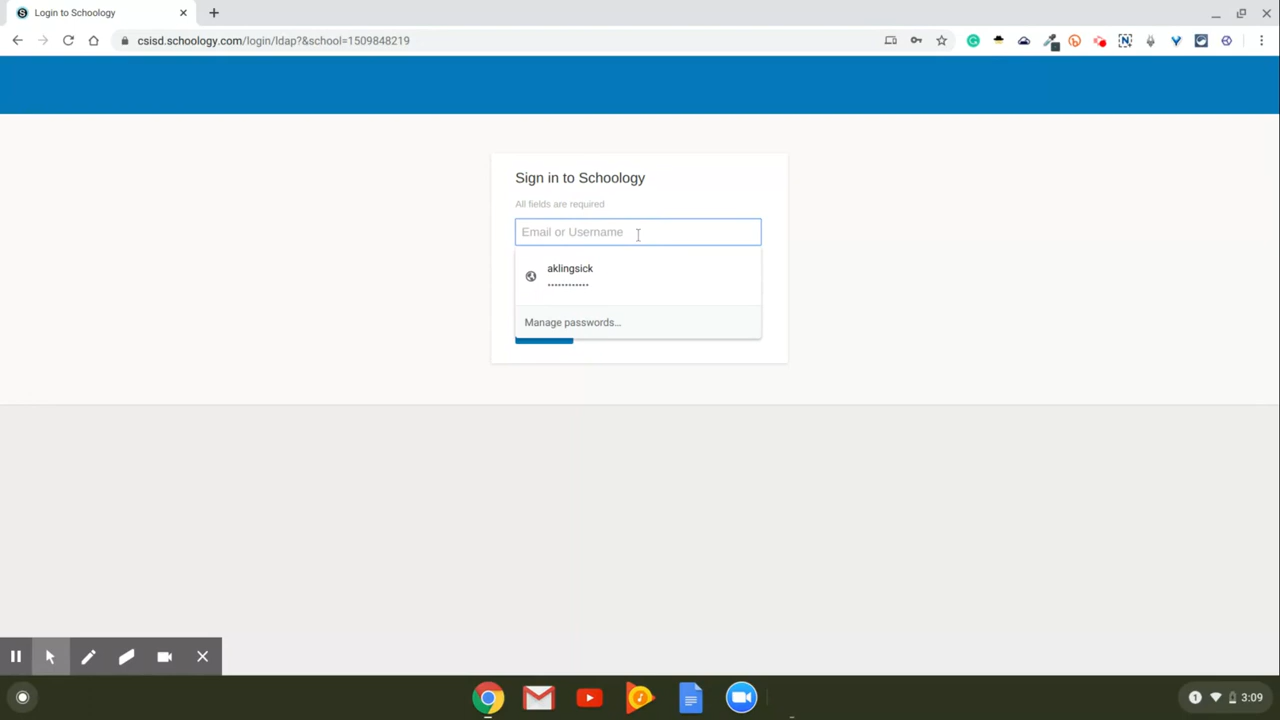 Login to Schoology
csisd.schoology.com/login/ldap?&school=1509848219
Sign in to Schoology
All fields are required
Email or Username
aklingsick
••••••••••••
Manage passwords...
1
3:09